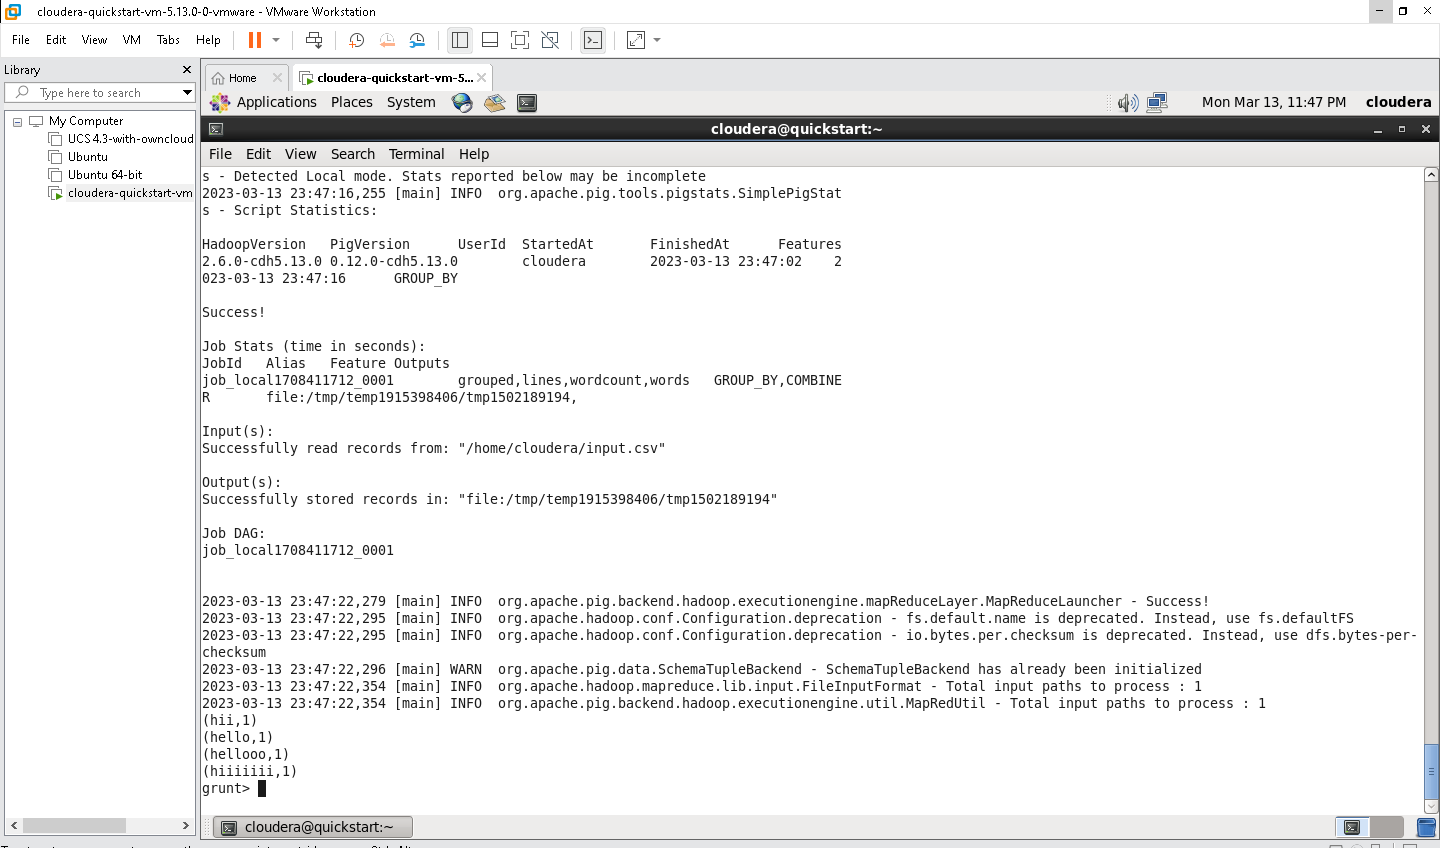 cloudera-quickstart-vm-5.13.0-0-vmware - VMware Workstation
File Edit View VM Tabs Help
Library
Type here to search
My Computer
UCS 4.3-with-owncloud
Ubuntu
Ubuntu 64-bit
cloudera-quickstart-vm
Home
cloudera-quickstart-vm-5...
Applications Places System
Mon Mar 13, 11:47 PM cloudera
cloudera@quickstart:~
File Edit View Search Terminal Help
s - Detected Local mode. Stats reported below may be incomplete
2023-03-13 23:47:16,255 [main] INFO  org.apache.pig.tools.pigstats.SimplePigStat
s - Script Statistics:
HadoopVersion   PigVersion      UserId  StartedAt       FinishedAt      Features
2.6.0-cdh5.13.0 0.12.0-cdh5.13.0        cloudera        2023-03-13 23:47:02    2
023-03-13 23:47:16      GROUP_BY
Success!
Job Stats (time in seconds):
JobId   Alias   Feature Outputs
job_local1708411712_0001        grouped,lines,wordcount,words   GROUP_BY,COMBINE
R       file:/tmp/temp1915398406/tmp1502189194,
Input(s):
Successfully read records from: "/home/cloudera/input.csv"
Output(s):
Successfully stored records in: "file:/tmp/temp1915398406/tmp1502189194"
Job DAG:
job_local1708411712_0001
2023-03-13 23:47:22,279 [main] INFO  org.apache.pig.backend.hadoop.executionengine.mapReduceLayer.MapReduceLauncher - Success!
2023-03-13 23:47:22,295 [main] INFO  org.apache.hadoop.conf.Configuration.deprecation - fs.default.name is deprecated. Instead, use fs.defaultFS
2023-03-13 23:47:22,295 [main] INFO  org.apache.hadoop.conf.Configuration.deprecation - io.bytes.per.checksum is deprecated. Instead, use dfs.bytes-per-
checksum
2023-03-13 23:47:22,296 [main] WARN  org.apache.pig.data.SchemaTupleBackend - SchemaTupleBackend has already been initialized
2023-03-13 23:47:22,354 [main] INFO  org.apache.hadoop.mapreduce.lib.input.FileInputFormat - Total input paths to process : 1
2023-03-13 23:47:22,354 [main] INFO  org.apache.pig.backend.hadoop.executionengine.util.MapRedUtil - Total input paths to process : 1
(hii,1)
(hello,1)
(hellooo,1)
(hiiiiiii,1)
grunt>
cloudera@quickstart:~